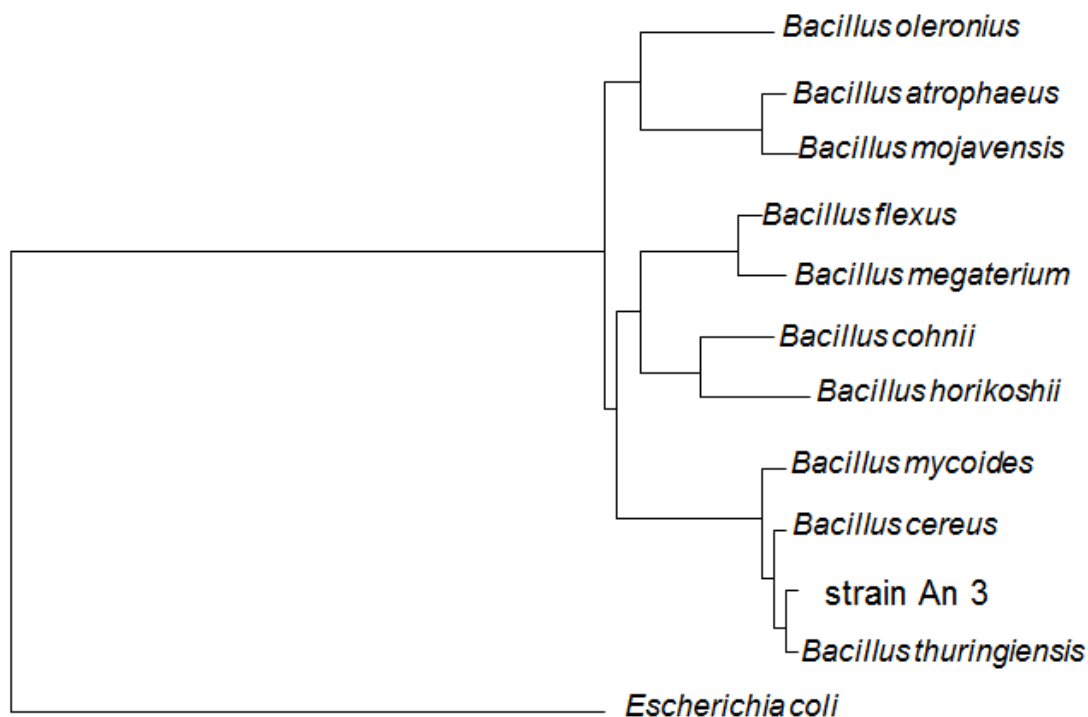 Bacillus oleronius
Bacillus atrophaeus
Bacillus mojavensis
Bacillus flexus
Bacillus megaterium
Bacillus cohnii
Bacillus horikoshii
Bacillus mycoides
Bacillus cereus
strain An 3
Bacillus thuringiensis
Escherichia coli